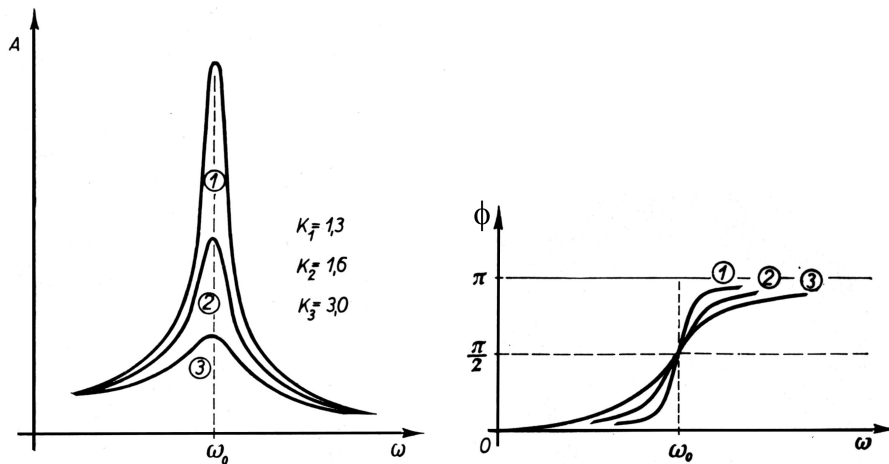 A
①
K₁=1,3
K₂=1,6
②
K₃=3,0
③
ω₀
ω
ϕ
π
①
②
③
π/2
0
ω₀
ω